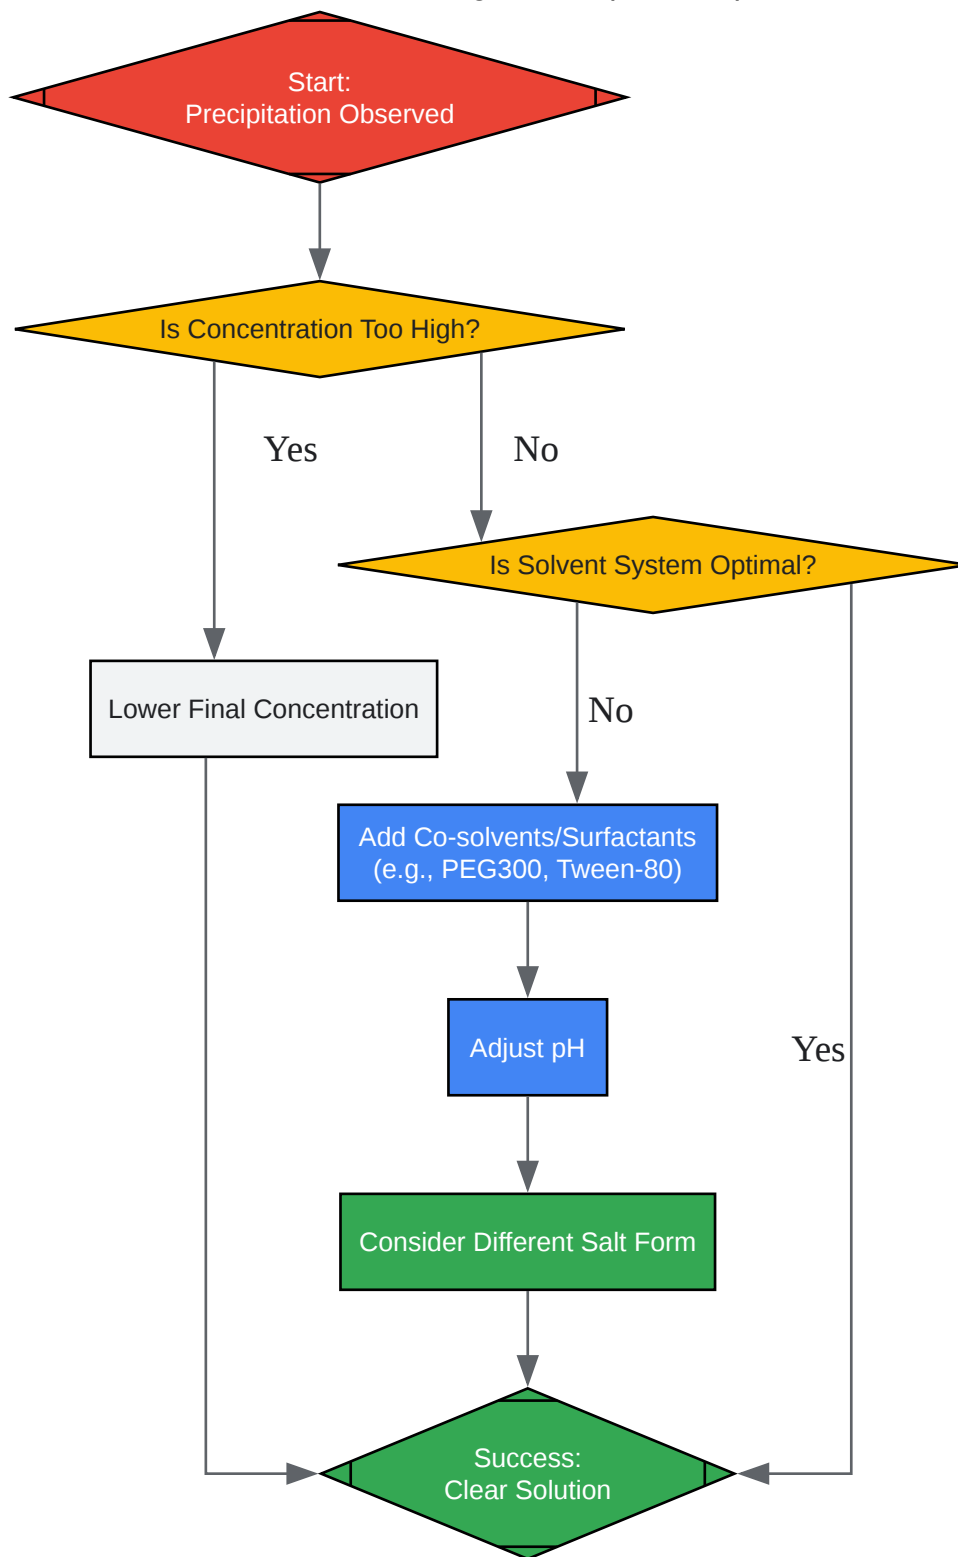 Start:
Precipitation Observed
Is Concentration Too High?
Yes
No
Is Solvent System Optimal?
Lower Final Concentration
No
Add Co-solvents/Surfactants
(e.g., PEG300, Tween-80)
Adjust pH
Yes
Consider Different Salt Form
Success:
Clear Solution